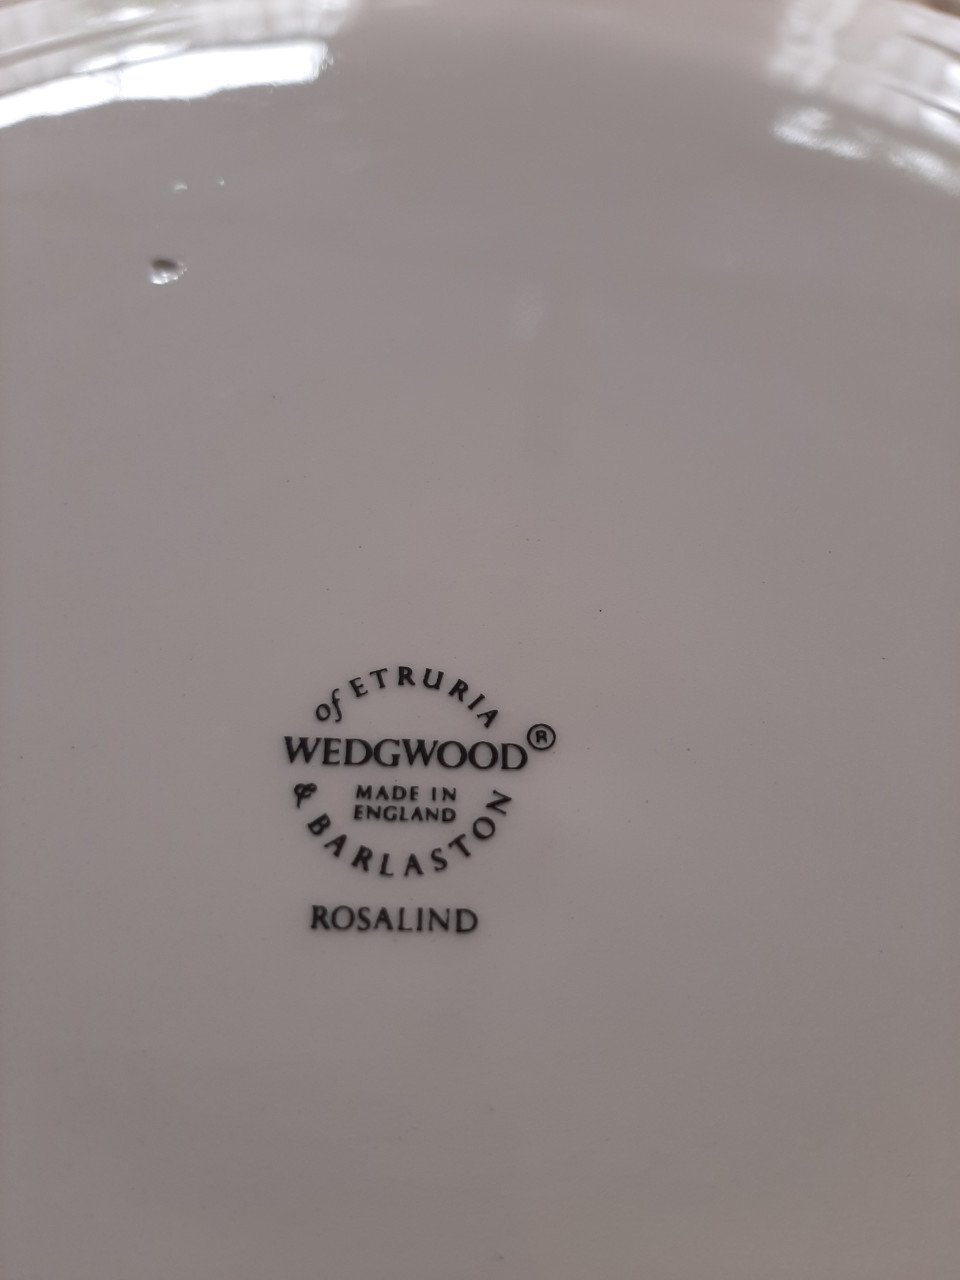 of ETRURIA
WEDGWOOD®
MADE IN
ENGLAND
& BARLASTON
ROSALIND